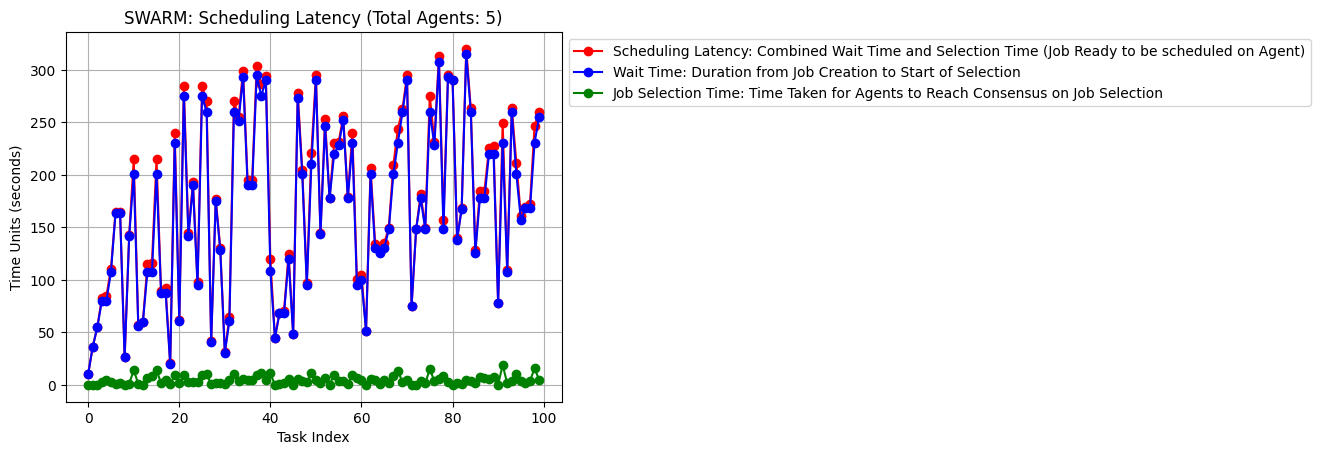 SWARM: Scheduling Latency (Total Agents: 5)
Scheduling Latency: Combined Wait Time and Selection Time (Job Ready to be scheduled on Agent)
Wait Time: Duration from Job Creation to Start of Selection
Job Selection Time: Time Taken for Agents to Reach Consensus on Job Selection
Time Units (seconds)
300
250
200
150
100
50
0
0 20 40 60 80 100
Task Index